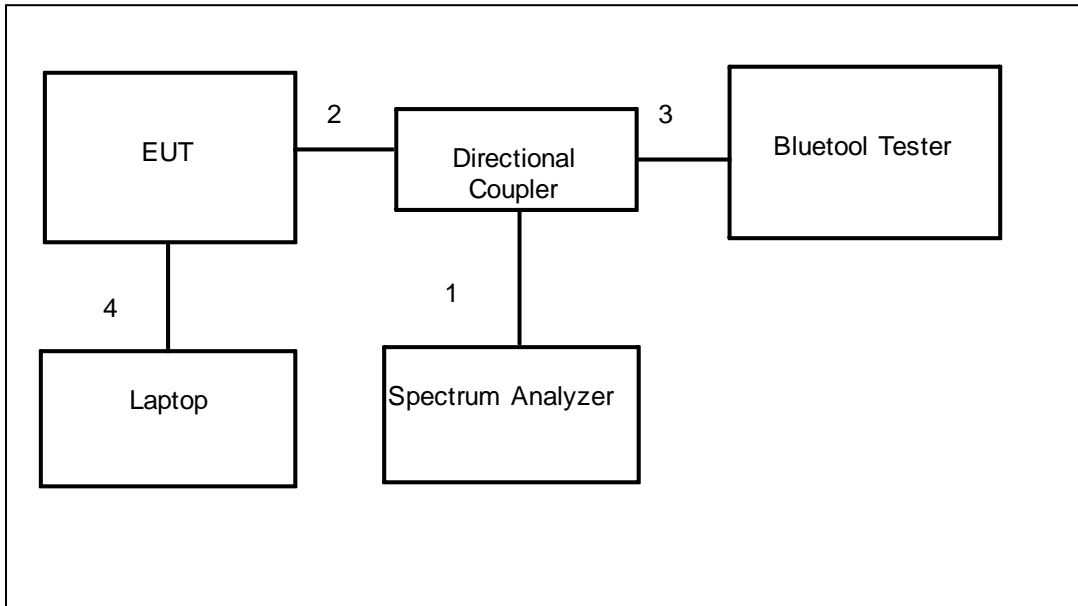 2
3
EUT
Directional
Coupler
Bluetool Tester
4
1
Laptop
Spectrum Analyzer